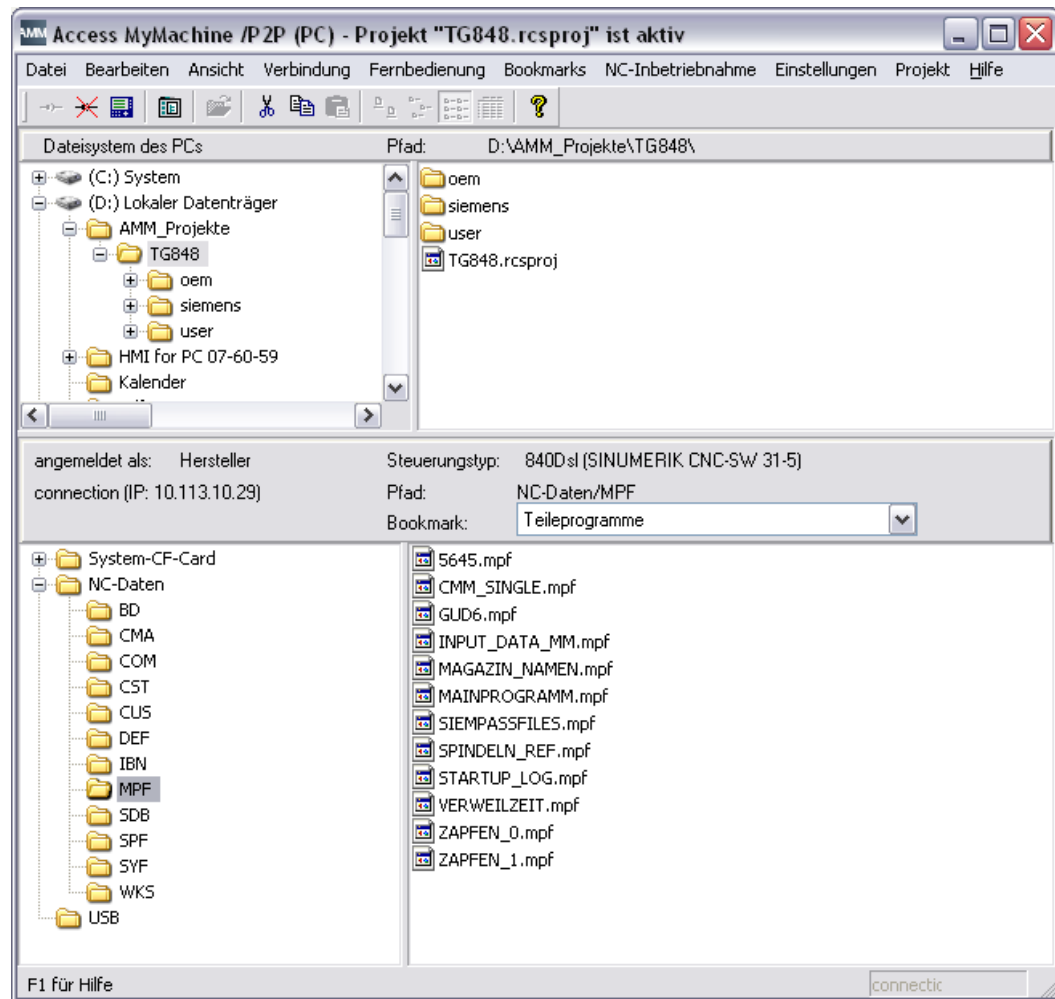 AMM Access MyMachine /P2P (PC) - Projekt "TG848.rcsproj" ist aktiv
Datei Bearbeiten Ansicht Verbindung Fernbedienung Bookmarks NC-Inbetriebnahme Einstellungen Projekt Hilfe
Dateisystem des PCs Pfad: D:\AMM_Projekte\TG848\
(C:) System
(D:) Lokaler Datenträger
AMM_Projekte
TG848
oem
siemens
user
HMI for PC 07-60-59
Kalender
oem
siemens
user
TG848.rcsproj
angemeldet als: Hersteller Steuerungstyp: 840Dsl (SINUMERIK CNC-SW 31-5)
connection (IP: 10.113.10.29) Pfad: NC-Daten/MPF
Bookmark: Teileprogramme
System-CF-Card
NC-Daten
BD
CMA
COM
CST
CUS
DEF
IBN
MPF
SDB
SPF
SYF
WKS
USB
5645.mpf
CMM_SINGLE.mpf
GUD6.mpf
INPUT_DATA_MM.mpf
MAGAZIN_NAMEN.mpf
MAINPROGRAMM.mpf
SIEMPASSFILES.mpf
SPINDELN_REF.mpf
STARTUP_LOG.mpf
VERWEILZEIT.mpf
ZAPFEN_0.mpf
ZAPFEN_1.mpf
F1 für Hilfe connectic